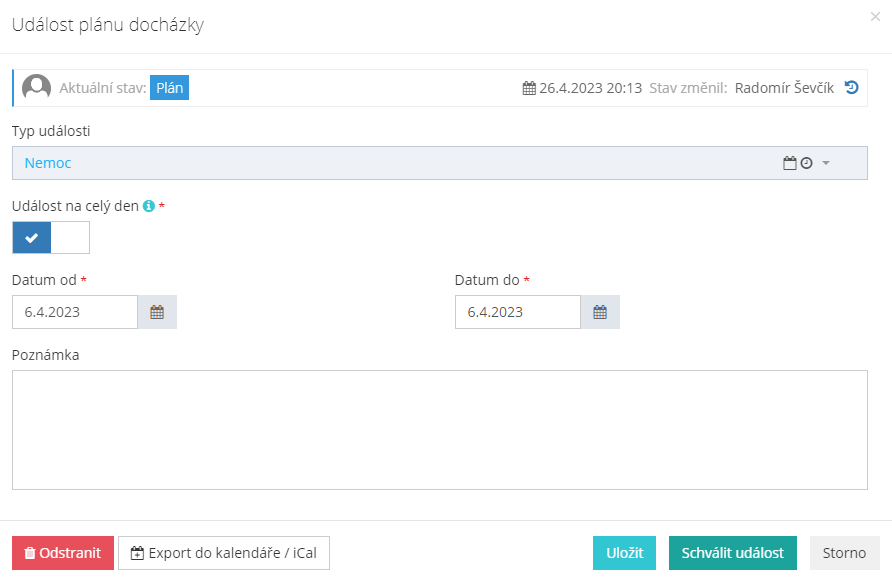 Událost plánu docházky
×
Aktuální stav: Plán 26.4.2023 20:13 Stav změnil: Radomír Ševčík
Typ události
Nemoc
Událost na celý den *
Datum od * Datum do *
6.4.2023 6.4.2023
Poznámka
Odstranit Export do kalendáře / iCal Uložit Schválit událost Storno